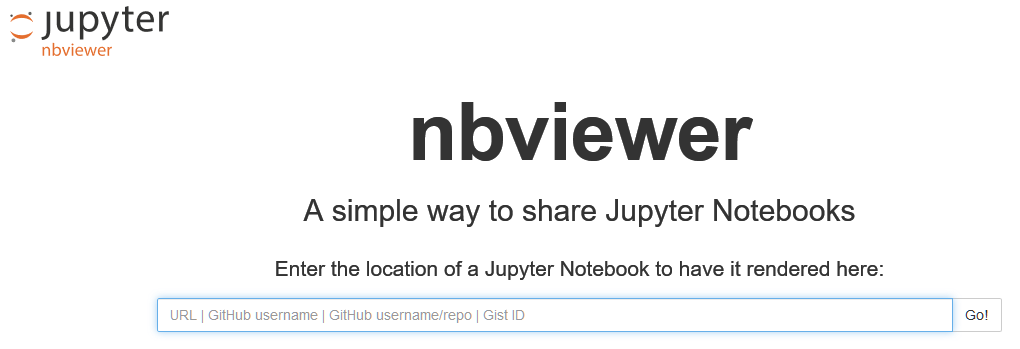 jupyter
nbviewer
nbviewer
A simple way to share Jupyter Notebooks
Enter the location of a Jupyter Notebook to have it rendered here:
URL | GitHub username | GitHub username/repo | Gist ID Go!